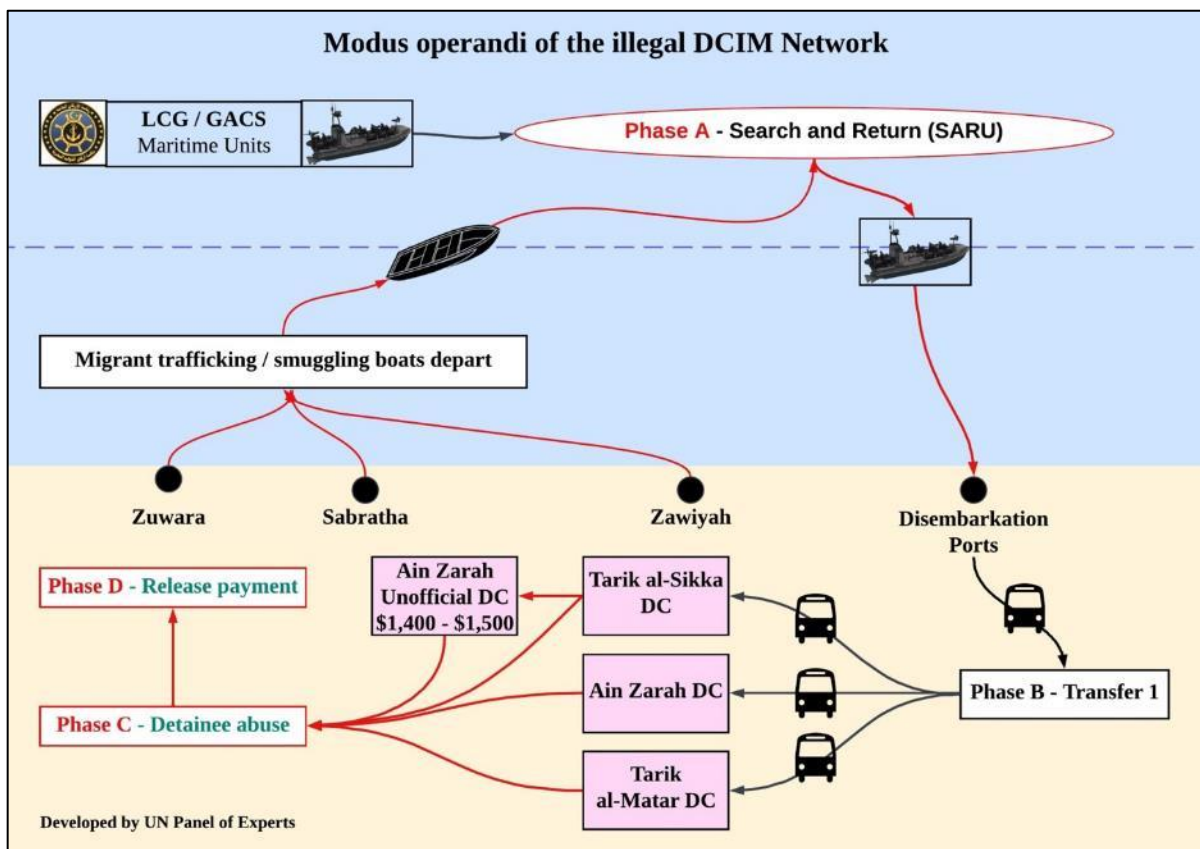 Modus operandi of the illegal DCIM Network
LCG / GACS
Maritime Units
Phase A - Search and Return (SARU)
Migrant trafficking / smuggling boats depart
Zuwara
Sabratha
Zawiyah
Disembarkation
Ports
Phase D - Release payment
Ain Zarah
Unofficial DC
$1,400 - $1,500
Tarik al-Sikka
DC
Ain Zarah DC
Phase B - Transfer 1
Phase C - Detainee abuse
Tarik
al-Matar DC
Developed by UN Panel of Experts